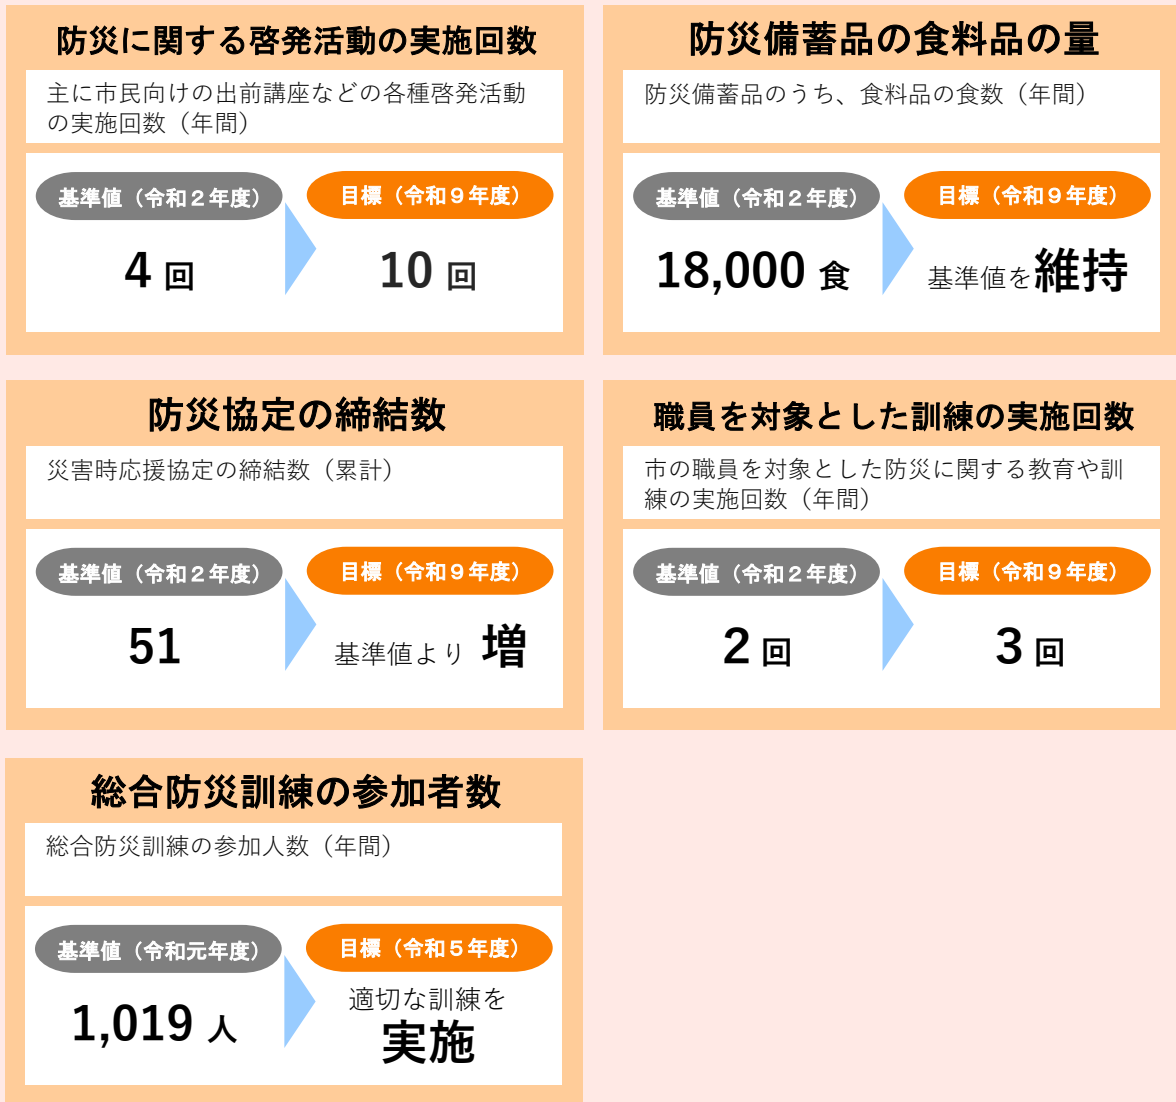 防災に関する啓発活動の実施回数
主に市民向けの出前講座などの各種啓発活動
の実施回数（年間）
基準値（令和２年度）
目標（令和９年度）
4 回
10 回
防災備蓄品の食料品の量
防災備蓄品のうち、食料品の食数（年間）
基準値（令和２年度）
目標（令和９年度）
18,000 食
基準値を維持
防災協定の締結数
災害時応援協定の締結数（累計）
基準値（令和２年度）
目標（令和９年度）
51
基準値より 増
職員を対象とした訓練の実施回数
市の職員を対象とした防災に関する教育や訓
練の実施回数（年間）
基準値（令和２年度）
目標（令和９年度）
2 回
3 回
総合防災訓練の参加者数
総合防災訓練の参加人数（年間）
基準値（令和元年度）
目標（令和５年度）
1,019 人
適切な訓練を
実施